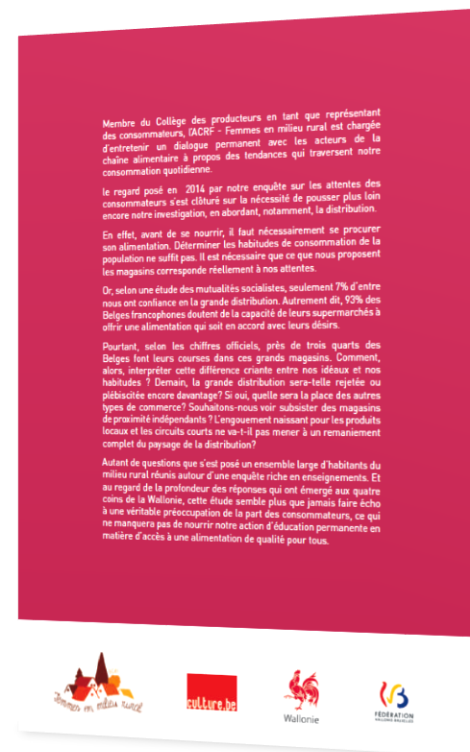 Membre du Collège des producteurs en tant que représentant
des consommateurs, l'ACRF - Femmes en milieu rural est chargée
d'entretenir un dialogue permanent avec les acteurs de la
chaîne alimentaire à propos des tendances qui traversent notre
consommation quotidienne.
le regard posé en 2014 par notre enquête sur les attentes des
consommateurs s'est clôturé sur la nécessité de pousser plus loin
encore notre investigation, en abordant, notamment, la distribution.
En effet, avant de se nourrir, il faut nécessairement se procurer
son alimentation. Déterminer les habitudes de consommation de la
population ne suffit pas. Il est nécessaire que ce que nous proposent
les magasins corresponde réellement à nos attentes.
Or, selon une étude des mutualités socialistes, seulement 7% d'entre
nous ont confiance en la grande distribution. Autrement dit, 93% des
Belges francophones doutent de la capacité de leurs supermarchés à
offrir une alimentation qui soit en accord avec leurs désirs.
Pourtant, selon les chiffres officiels, près de trois quarts des
Belges font leurs courses dans ces grands magasins. Comment,
alors, interpréter cette différence criante entre nos idéaux et nos
habitudes ? Demain, la grande distribution sera-telle rejetée ou
plébiscitée encore davantage? Si oui, quelle sera la place des autres
types de commerce? Souhaitons-nous voir subsister des magasins
de proximité indépendants ? L'engouement naissant pour les produits
locaux et les circuits courts ne va-t-il pas mener à un remaniement
complet du paysage de la distribution?
Autant de questions que s'est posé un ensemble large d'habitants du
milieu rural réunis autour d'une enquête riche en enseignements. Et
au regard de la profondeur des réponses qui ont émergé aux quatre
coins de la Wallonie, cette étude semble plus que jamais faire écho
à une véritable préoccupation de la part des consommateurs, ce qui
ne manquera pas de nourrir notre action d'éducation permanente en
matière d'accès à une alimentation de qualité pour tous.
Femmes en milieu rural
culture.be
Wallonie
FÉDÉRATION
WALLONIE-BRUXELLES